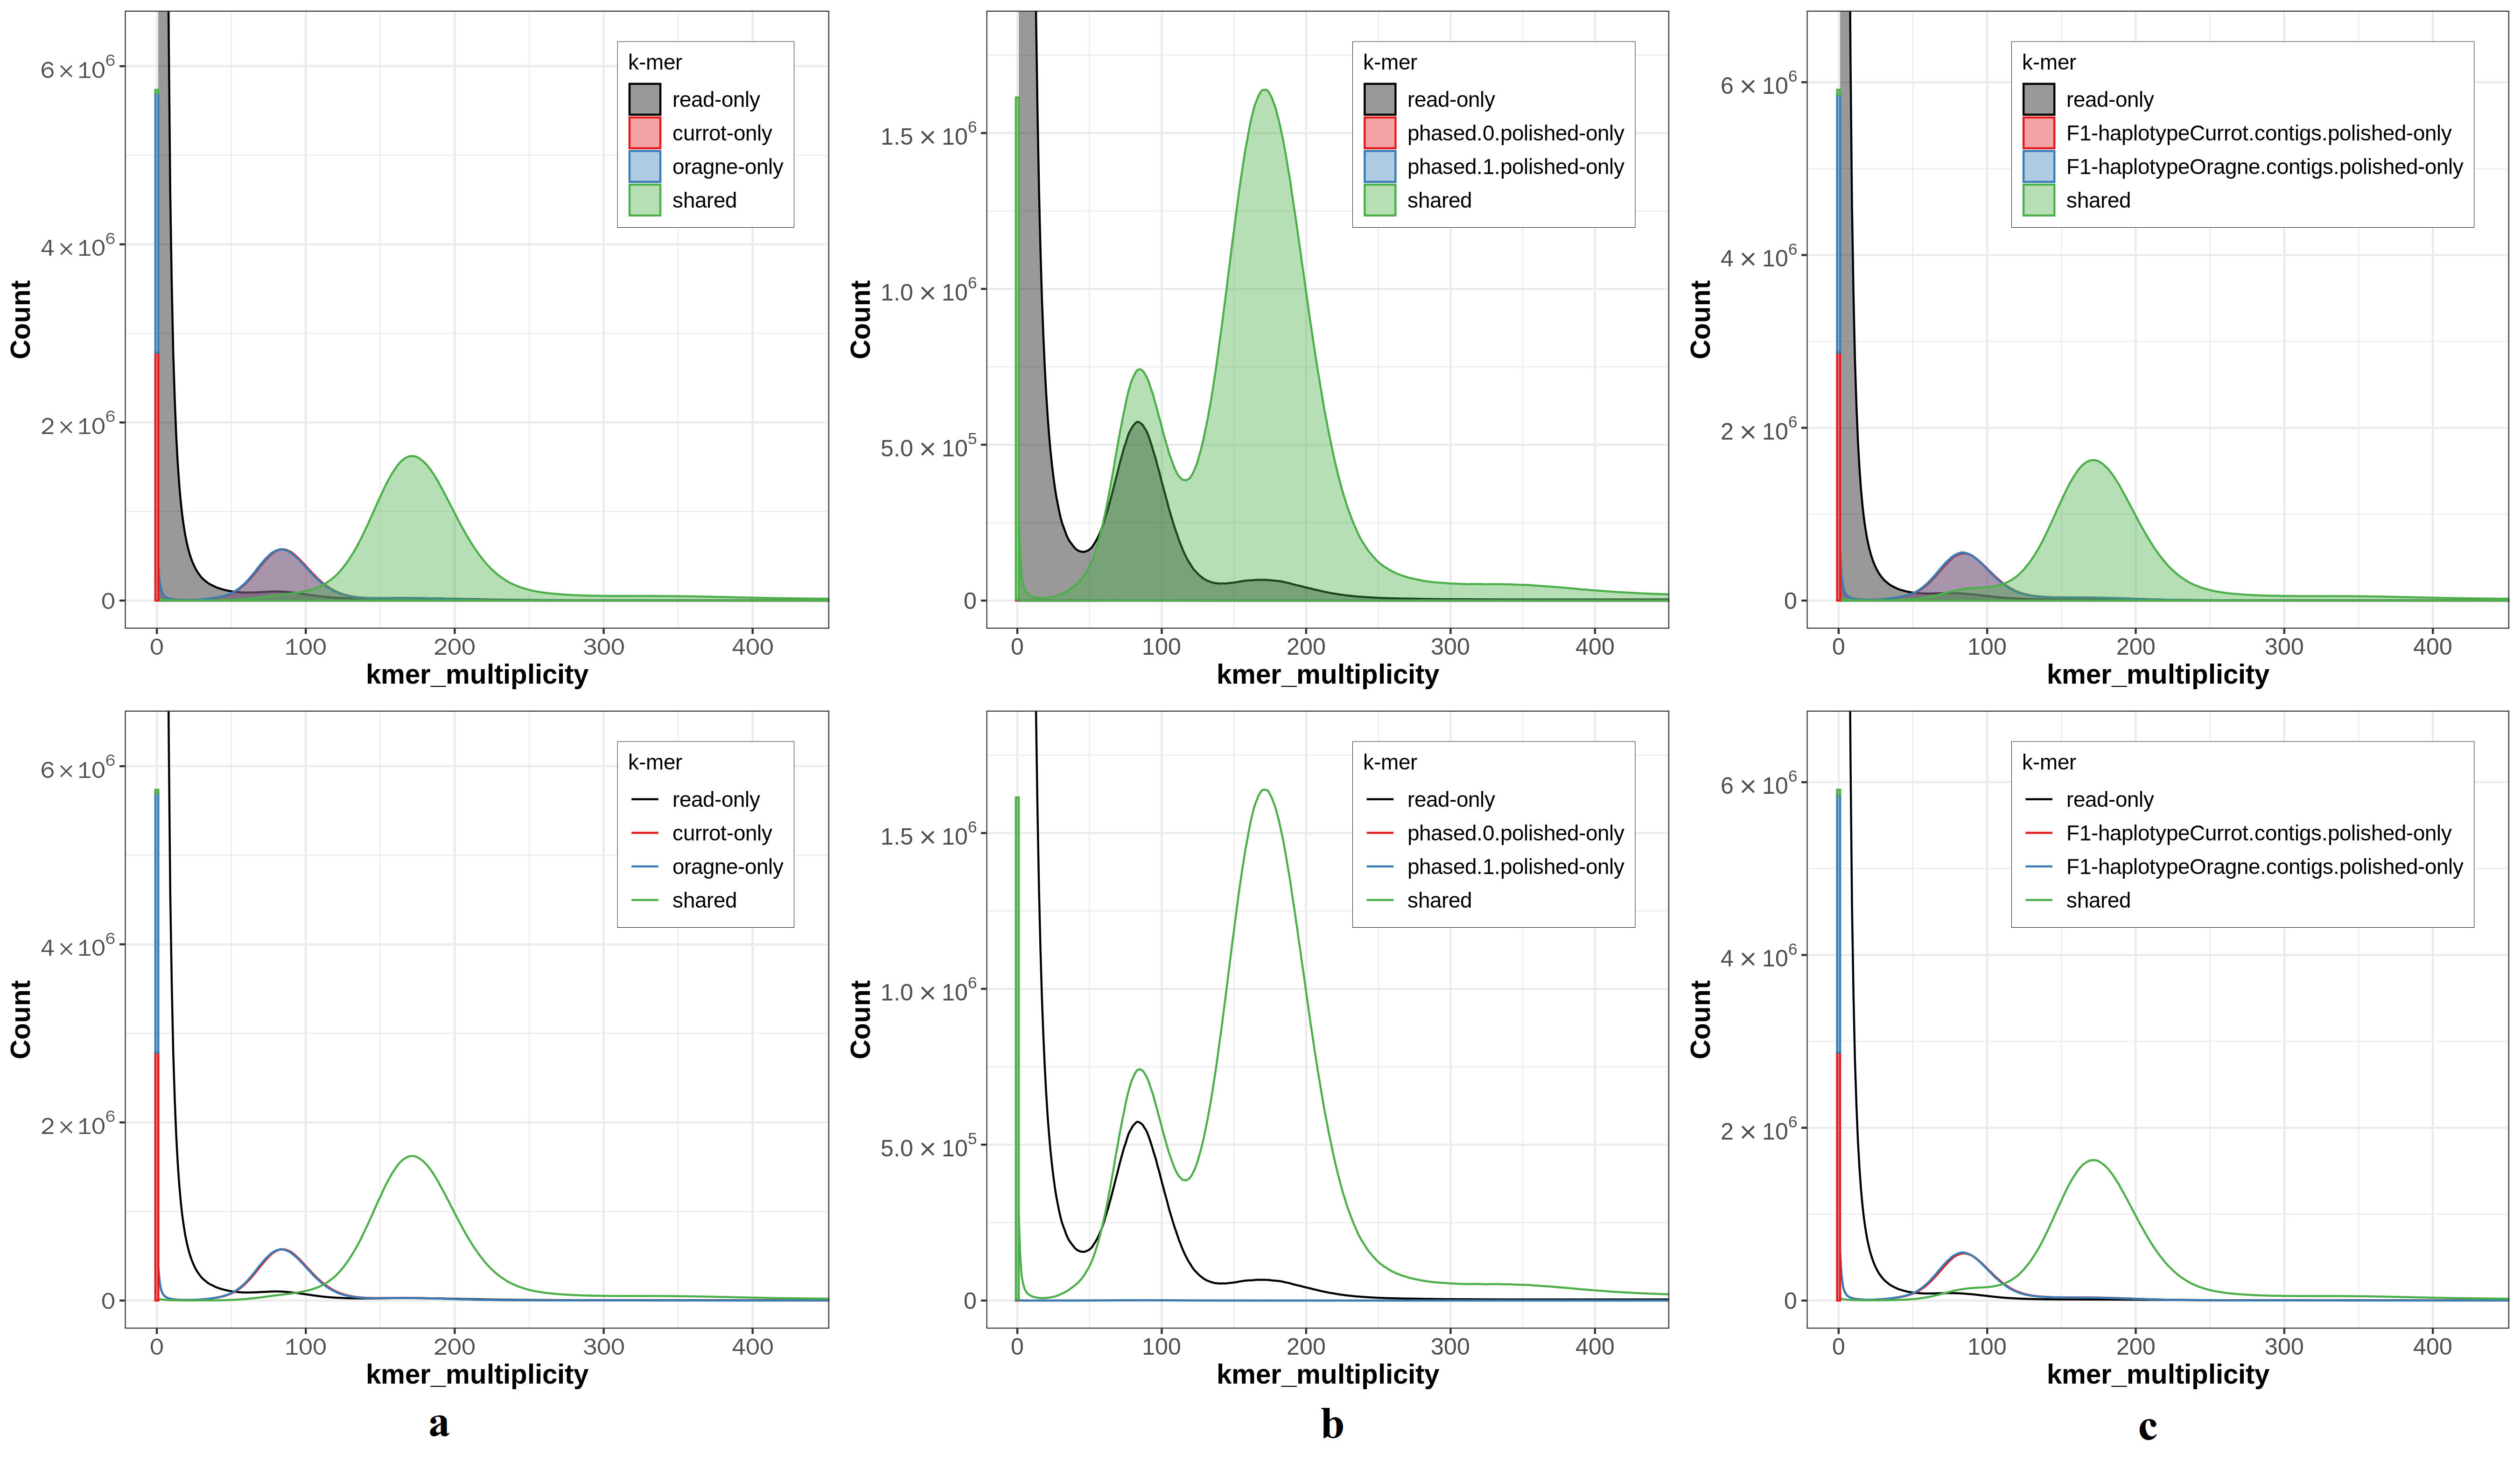 k-mer
read-only
currot-only
oragne-only
shared
6 × 10^6
4 × 10^6
2 × 10^6
0
Count
0 100 200 300 400
kmer_multiplicity
k-mer
read-only
phased.0.polished-only
phased.1.polished-only
shared
1.5 × 10^6
1.0 × 10^6
5.0 × 10^5
0
Count
0 100 200 300 400
kmer_multiplicity
k-mer
read-only
F1-haplotypeCurrot.contigs.polished-only
F1-haplotypeOragne.contigs.polished-only
shared
6 × 10^6
4 × 10^6
2 × 10^6
0
Count
0 100 200 300 400
kmer_multiplicity
k-mer
read-only
currot-only
oragne-only
shared
6 × 10^6
4 × 10^6
2 × 10^6
0
Count
0 100 200 300 400
kmer_multiplicity
a
k-mer
read-only
phased.0.polished-only
phased.1.polished-only
shared
1.5 × 10^6
1.0 × 10^6
5.0 × 10^5
0
Count
0 100 200 300 400
kmer_multiplicity
b
k-mer
read-only
F1-haplotypeCurrot.contigs.polished-only
F1-haplotypeOragne.contigs.polished-only
shared
6 × 10^6
4 × 10^6
2 × 10^6
0
Count
0 100 200 300 400
kmer_multiplicity
c